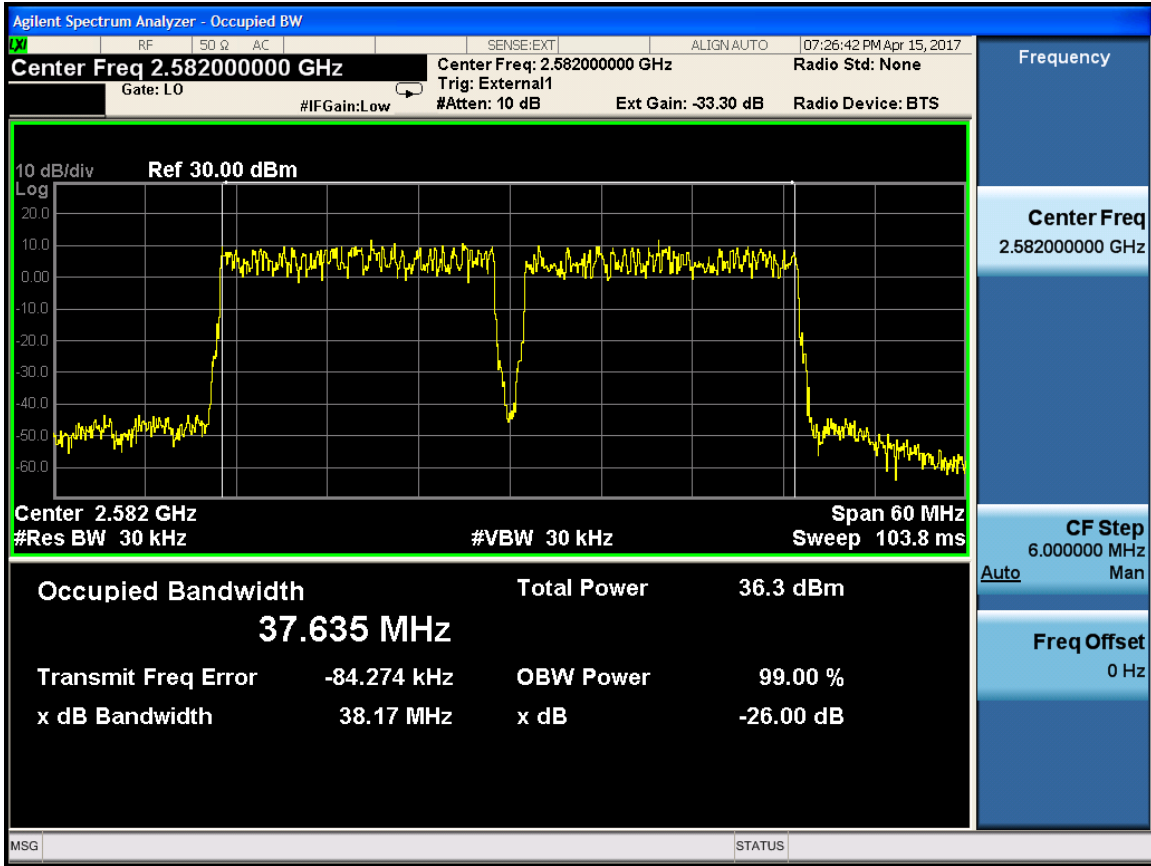 Agilent Spectrum Analyzer - Occupied BW
LXI RF 50 Ω AC SENSE:EXT ALIGN AUTO 07:26:42 PM Apr 15, 2017
Center Freq 2.582000000 GHz
Gate: LO
#IFGain:Low
Center Freq: 2.582000000 GHz
Trig: External1
#Atten: 10 dB
Ext Gain: -33.30 dB
Radio Std: None
Radio Device: BTS
10 dB/div Ref 30.00 dBm
Log
20.0
10.0
0.00
-10.0
-20.0
-30.0
-40.0
-50.0
-60.0
Center 2.582 GHz Span 60 MHz
#Res BW 30 kHz #VBW 30 kHz Sweep 103.8 ms
Occupied Bandwidth Total Power 36.3 dBm
37.635 MHz
Transmit Freq Error -84.274 kHz OBW Power 99.00 %
x dB Bandwidth 38.17 MHz x dB -26.00 dB
Frequency
Center Freq
2.582000000 GHz
CF Step
6.000000 MHz
Auto Man
Freq Offset
0 Hz
MSG STATUS